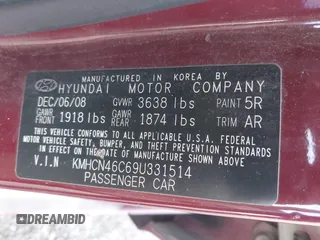 MANUFACTURED IN KOREA BY
HYUNDAI MOTOR COMPANY
DEC/06/08 GVWR 3638 lbs PAINT 5R
GAWR FRONT 1918 lbs GAWR REAR 1874 lbs TRIM AR
THIS VEHICLE CONFORMS TO ALL APPLICABLE U.S.A FEDERAL
MOTOR VEHICLE SAFETY, BUMPER, AND THEFT PREVENTION
STANDARDS IN EFFECT ON THE DATE OF MANUFACTURE SHOWN ABOVE.
V.I.N KMHCN46C69U331514
PASSENGER CAR
DREAMBID